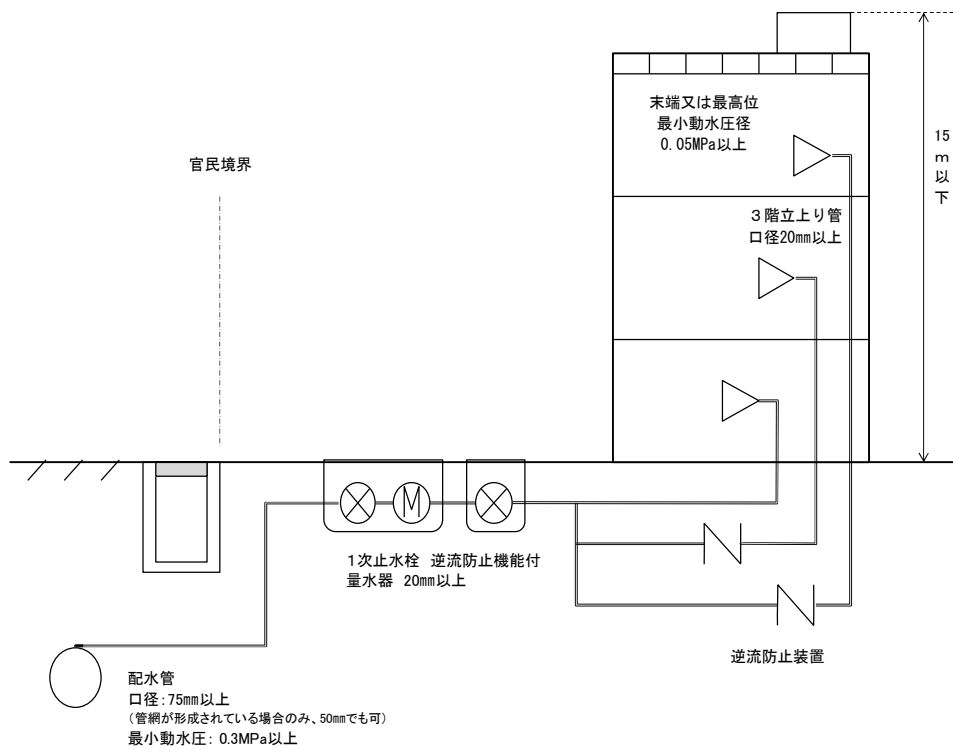 末端又は最高位
最小動水圧径
0.05MPa以上
15
m
以
下
官民境界
3階立上り管
口径20mm以上
M
1次止水栓 逆流防止機能付
量水器 20mm以上
逆流防止装置
配水管
口径:75mm以上
(管網が形成されている場合のみ、50mmでも可)
最小動水圧: 0.3MPa以上